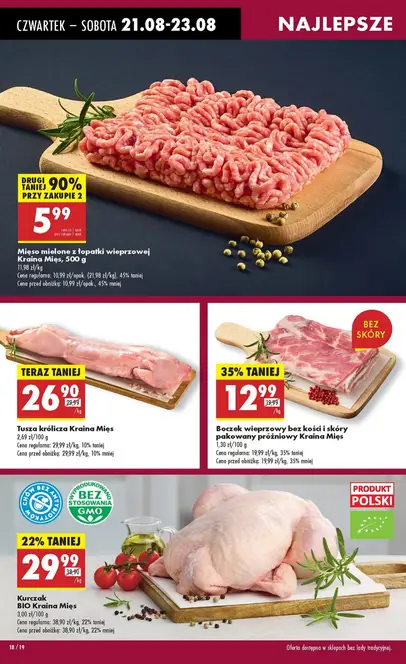 CZWARTEK – SOBOTA 21.08-23.08
NAJLEPSZE
DRUGI
TANIEJ 90%
PRZY ZAKUPIE 2
5.99
Mięso mielone z łopatki wieprzowej
Kraina Mięs, 500 g
11,98 zł/kg
Cena regularna: 10,99 zł/opak. (21,98 zł/kg), 45% taniej
Cena przed obniżką: 10,99 zł/opak., 45% mniej
TERAZ TANIEJ
26.90
29,99
/kg
Tusza królicza Kraina Mięs
2,69 zł/100 g
Cena regularna: 29,99 zł/kg, 10% taniej
Cena przed obniżką: 29,99 zł/kg, 10% mniej
BEZ
SKÓRY
35% TANIEJ
12.99
19,99
/kg
Boczek wieprzowy bez kości i skóry
pakowany próżniowy Kraina Mięs
1,30 zł/100 g
Cena regularna: 19,99 zł/kg, 35% taniej
Cena przed obniżką: 19,99 zł/kg, 35% mniej
CHÓW BEZ ANTYBIOTYKÓW
WYPRODUKOWANO
BEZ
STOSOWANIA
GMO
PRODUKT
POLSKI
22% TANIEJ
29.99
38,90
/kg
Kurczak
BIO Kraina Mięs
3,00 zł/100 g
Cena regularna: 38,90 zł/kg, 22% taniej
Cena przed obniżką: 38,90 zł/kg, 22% mniej
18 / 19
Oferta dostępna w sklepach bez lady tradycyjnej.